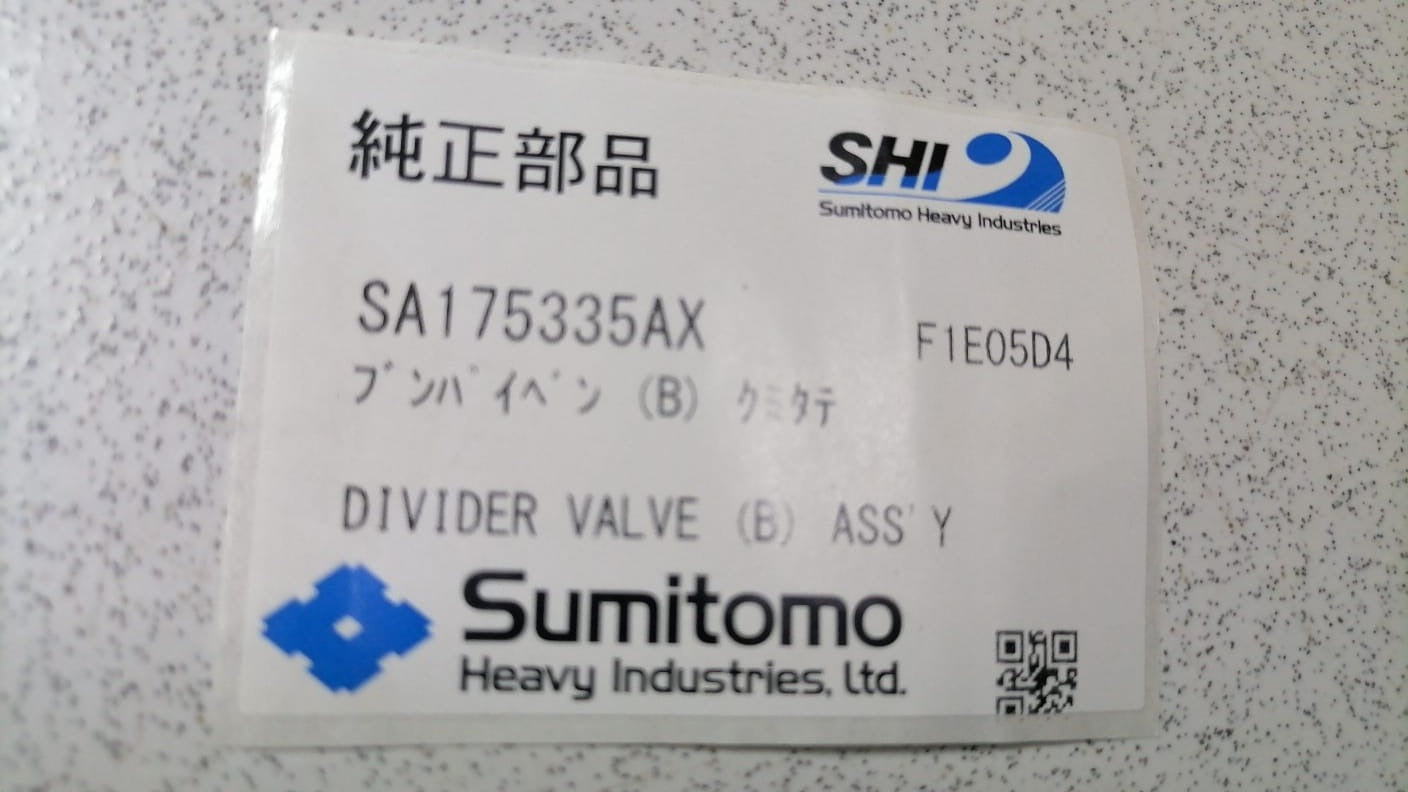 純正部品
SHI
Sumitomo Heavy Industries
SA175335AX
F1E05D4
ﾌﾞﾝﾊﾟｲﾍﾞﾝ (B) ｸﾐﾀﾃ
DIVIDER VALVE (B) ASS'Y
Sumitomo
Heavy Industries, Ltd.